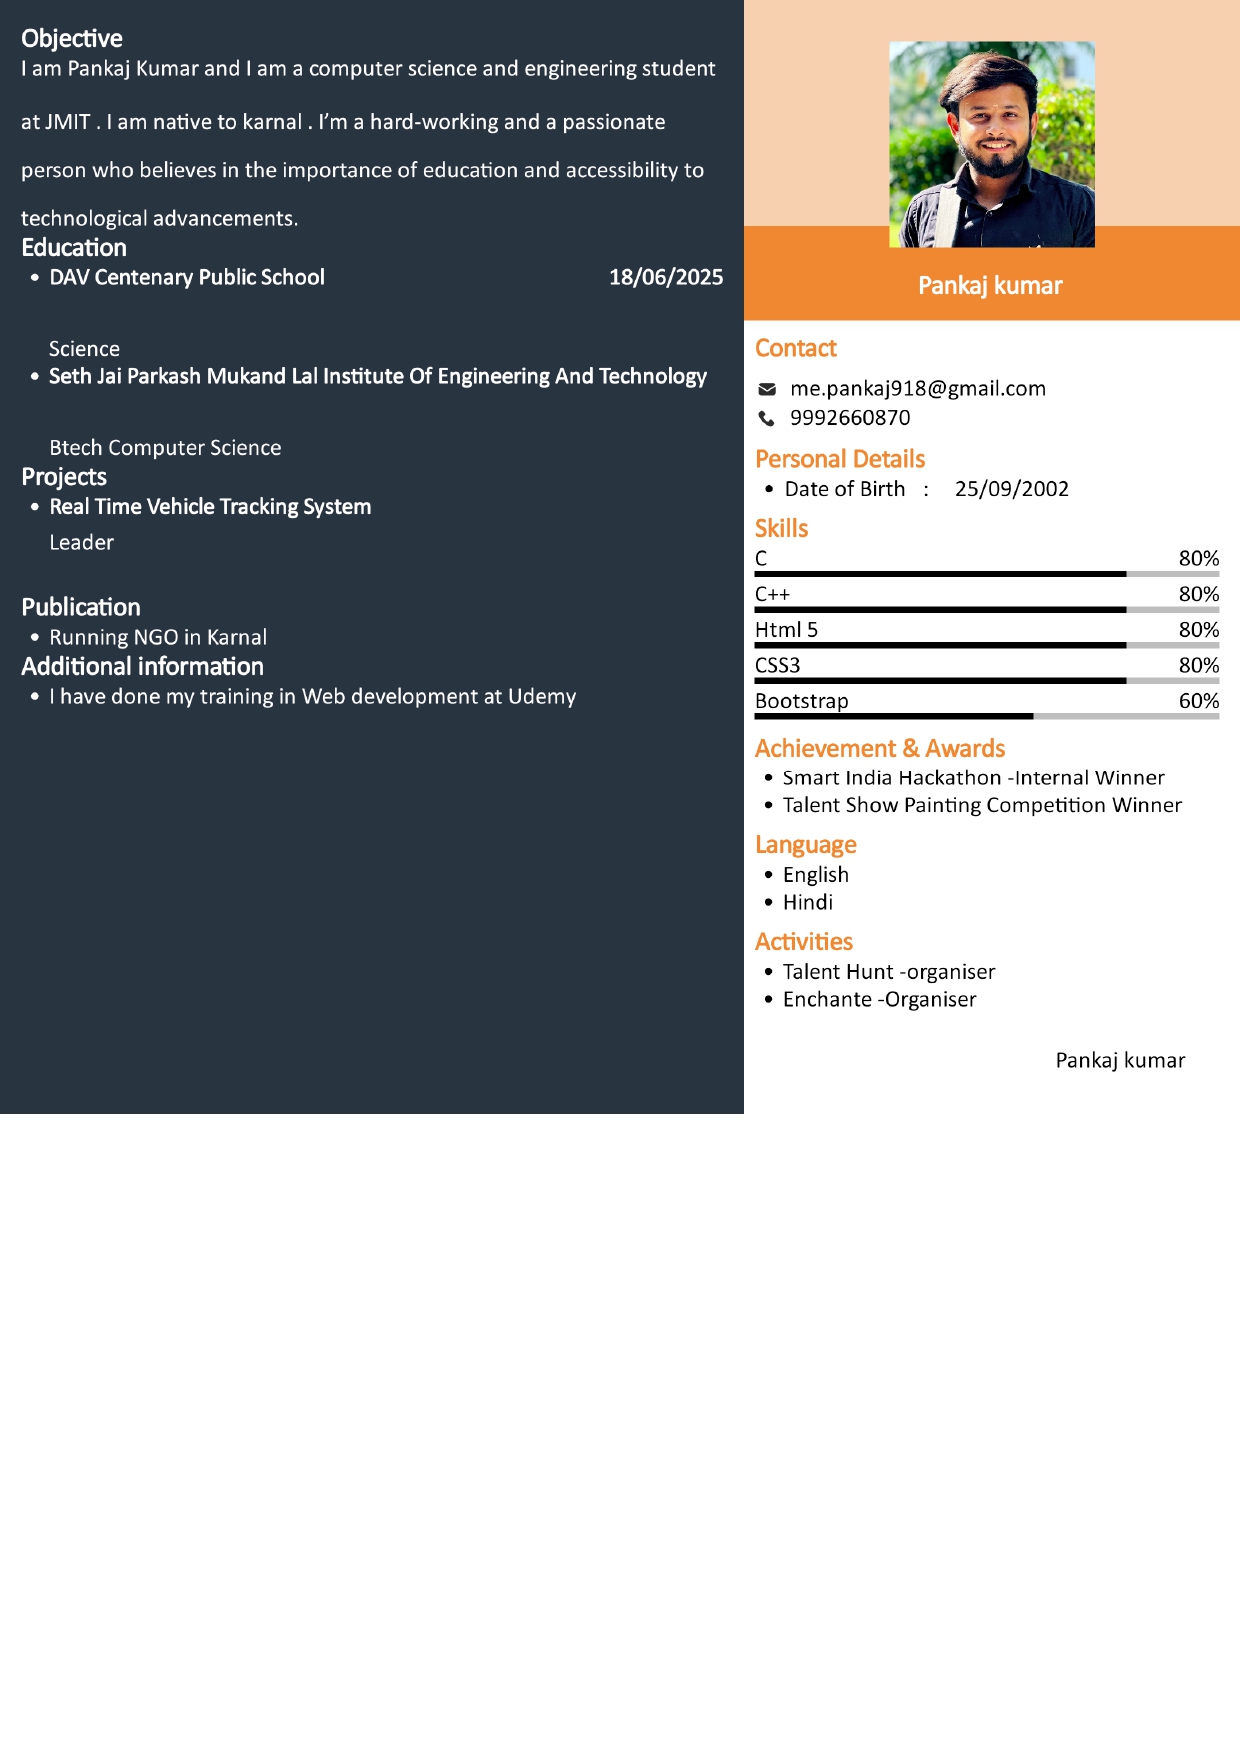 Objective
I am Pankaj Kumar and I am a computer science and engineering student
at JMIT . I am native to karnal . I’m a hard-working and a passionate
person who believes in the importance of education and accessibility to
technological advancements.
Education
• DAV Centenary Public School 18/06/2025
Science
• Seth Jai Parkash Mukand Lal Institute Of Engineering And Technology
Btech Computer Science
Projects
• Real Time Vehicle Tracking System
Leader
Publication
• Running NGO in Karnal
Additional information
• I have done my training in Web development at Udemy
Pankaj kumar
Contact
me.pankaj918@gmail.com
9992660870
Personal Details
• Date of Birth : 25/09/2002
Skills
C 80%
C++ 80%
Html 5 80%
CSS3 80%
Bootstrap 60%
Achievement & Awards
• Smart India Hackathon -Internal Winner
• Talent Show Painting Competition Winner
Language
• English
• Hindi
Activities
• Talent Hunt -organiser
• Enchante -Organiser
Pankaj kumar